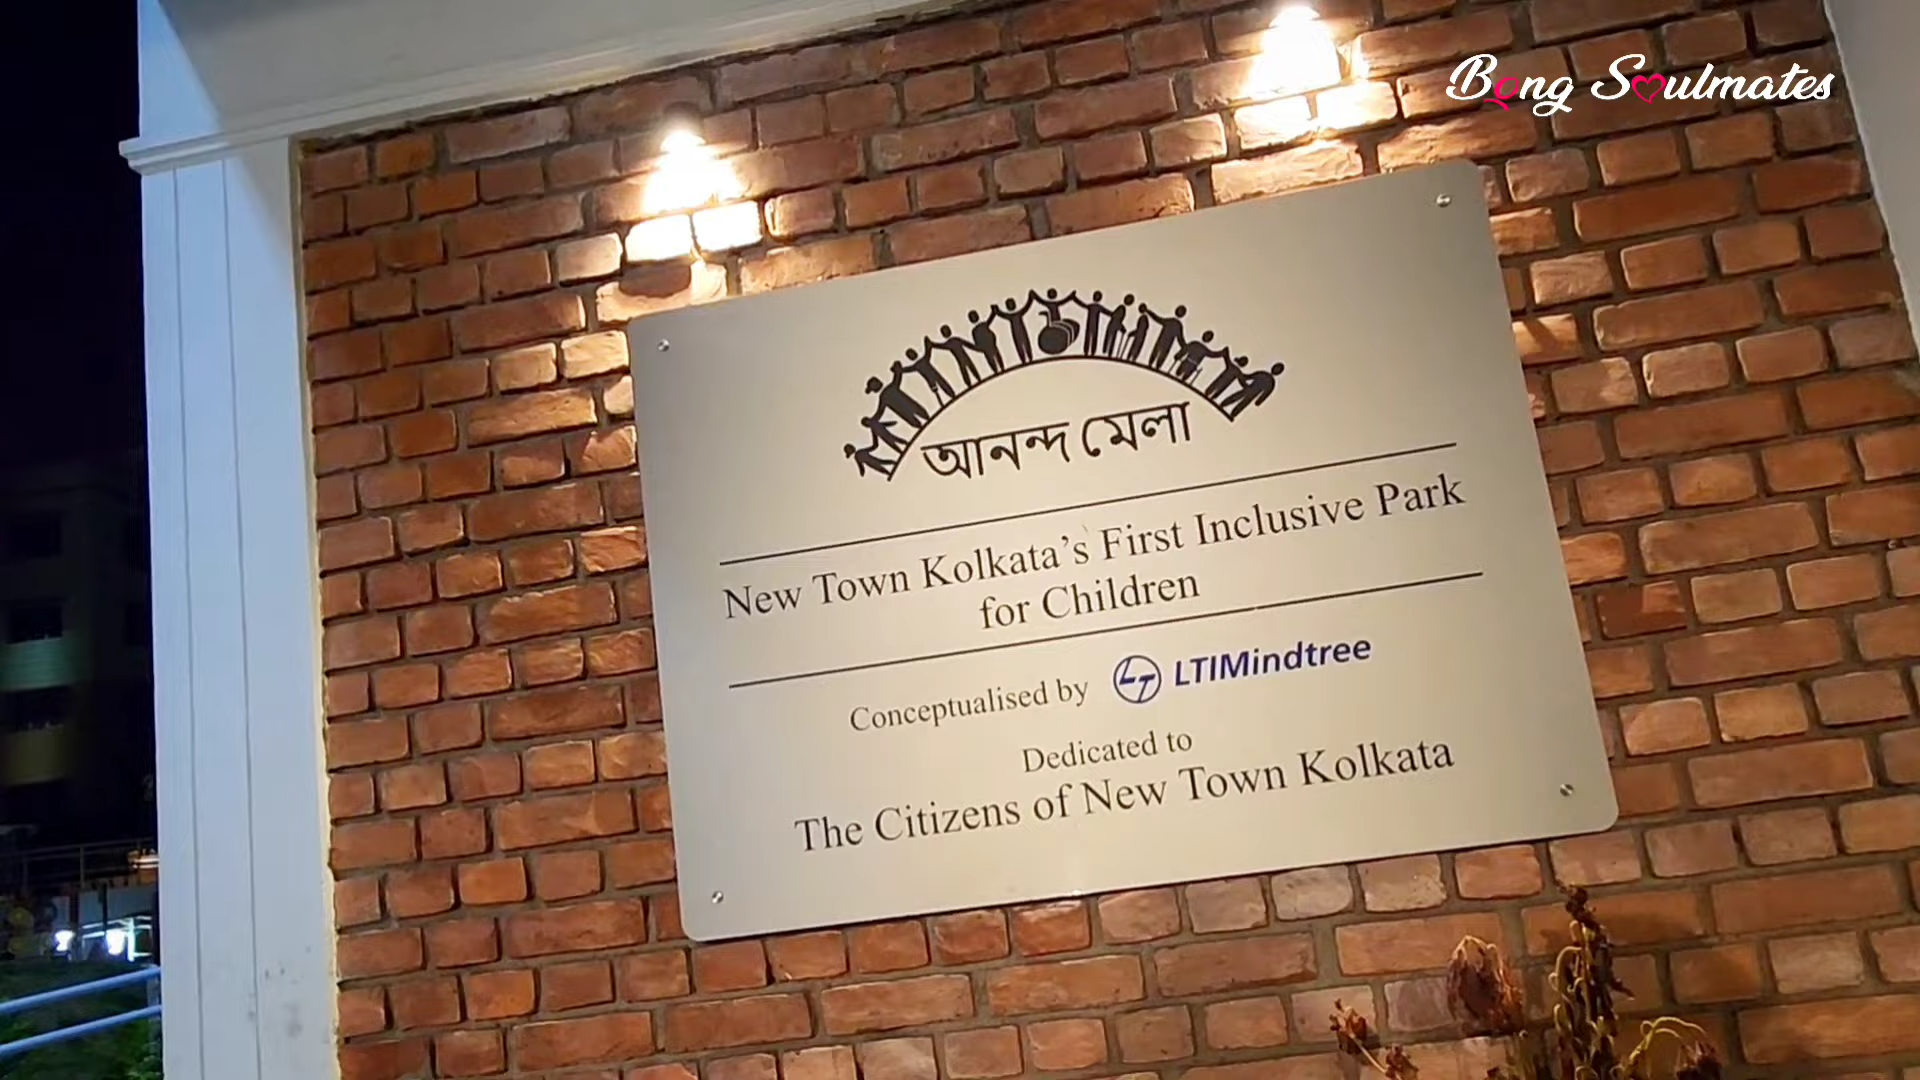 Bong Soulmates
আনন্দ মেলা
New Town Kolkata's First Inclusive Park
for Children
Conceptualised by LT LTIMindtree
Dedicated to
The Citizens of New Town Kolkata